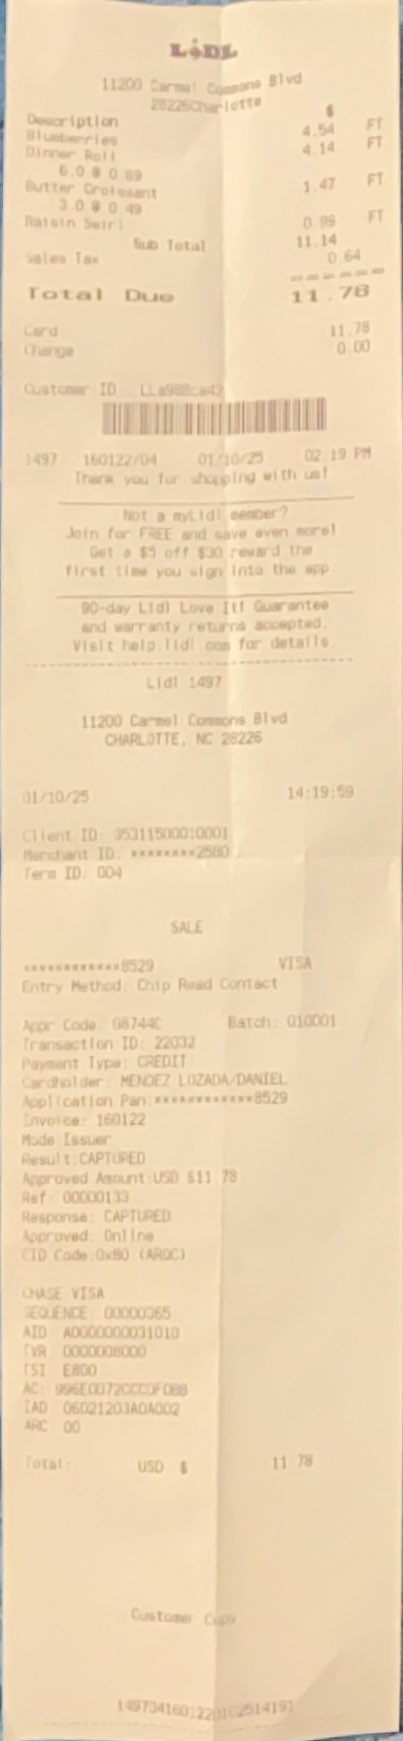 LIDL
11200 Carmel Commons Blvd
28226Charlotte
Description $
Blueberries 4.54 FT
Dinner Roll 4.14 FT
6.0 @ 0.69
Butter Croissant 1.47 FT
3.0 @ 0.49
Raisin Swirl 0.99 FT
Sub Total 11.14
Sales Tax 0.64
Total Due 11.78
Card 11.78
Change 0.00
Customer ID
1497 160122/04 01/10/25 02:19 PM
Thank you for shopping with us!
Not a myLidl member?
Join for FREE and save even more!
Get a $5 off $30 reward the
first time you sign into the app.
90-day Lidl Love It! Guarantee
and warranty returns accepted.
Visit help.lidl.com for details
Lidl 1497
11200 Carmel Commons Blvd
CHARLOTTE, NC 28226
01/10/25 14:19:59
Client ID: 35311500010001
Merchant ID: ********2580
Term ID: 004
SALE
************8529 VISA
Entry Method: Chip Read Contact
Appr Code: 08744C Batch: 010001
Transaction ID: 22032
Payment Type: CREDIT
Cardholder: MENDEZ LOZADA/DANIEL
Application Pan:************8529
Invoice: 160122
Mode:Issuer
Result:CAPTURED
Approved Amount:USD $11.78
Ref: 00000133
Response: CAPTURED
Approved: Online
CID Code:0x80 (ARQC)
CHASE VISA
SEQUENCE: 00000365
AID: A0000000031010
TVR: 0000008000
TSI: E800
AC:
IAD: 06021203A0A002
ARC: 00
Total: USD $ 11.78
Customer Copy